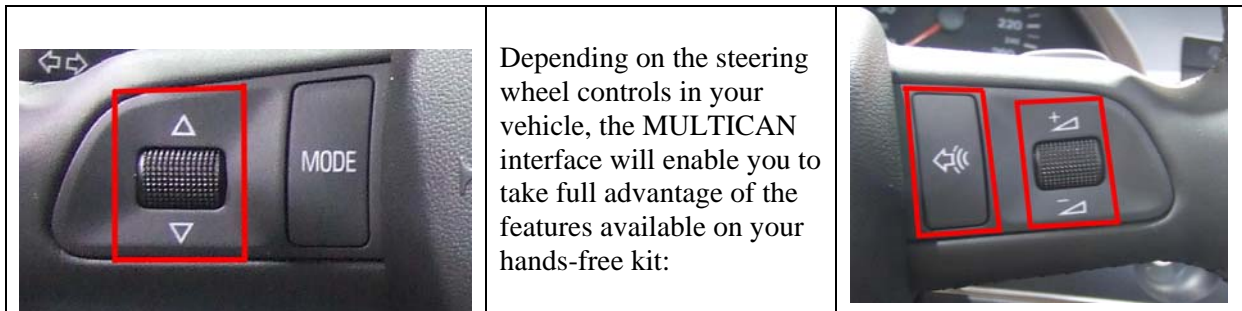 MODE
Depending on the steering
wheel controls in your
vehicle, the MULTICAN
interface will enable you to
take full advantage of the
features available on your
hands-free kit:
220
+
-